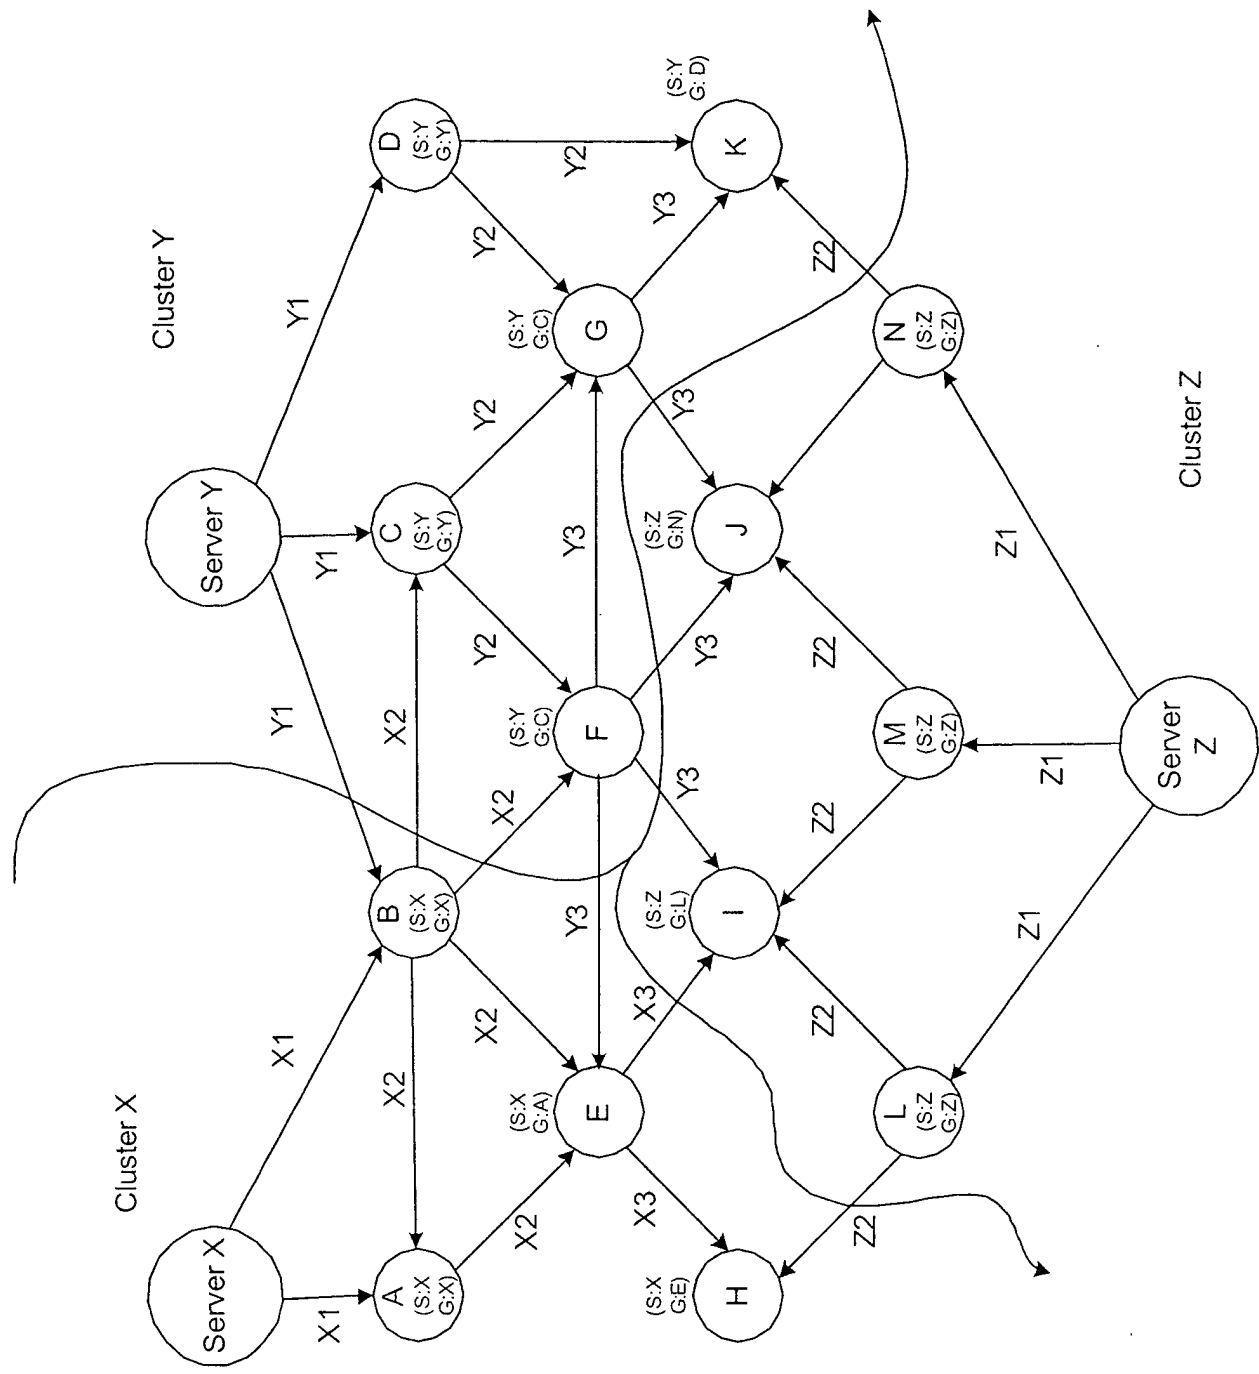 Cluster X
Cluster Y
Server X
Server Y
X1
Y1
Y1
X1
Y1
A
(S:X
G:X)
X2
B
(S:X
G:X)
X2
C
(S:Y
G:Y)
D
(S:Y
G:Y)
X2
X2
X2
Y2
Y2
Y2
(S:X
G:A)
E
Y3
(S:Y
G:C)
F
Y3
(S:Y
G:C)
G
Y2
X3
X3
Y3
Y3
Y3
Y3
(S:X
G:E)
H
(S:Z
G:L)
I
(S:Z
G:N)
J
(S:Y
G:D)
K
Z2
Z2
Z2
Z2
Z2
L
(S:Z
G:Z)
M
(S:Z
G:Z)
N
(S:Z
G:Z)
Z1
Z1
Z1
Server
Z
Cluster Z